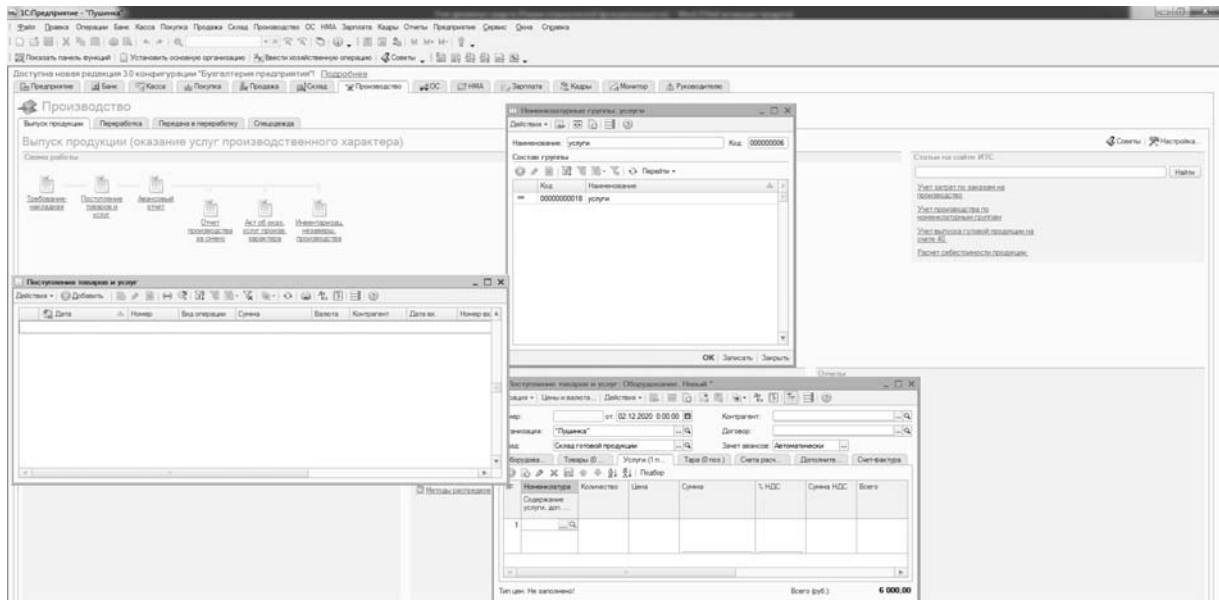 1С:Предприятие - "Пушинка"
Файл Правка Операции Банк Касса Покупка Продажа Склад Производство ОС НМА Зарплата Кадры Отчеты Предприятие Сервис Окна Справка
Показать панель функций Установить основную организацию Ввести хозяйственную операцию Советы
Доступна новая редакция 3.0 конфигурации "Бухгалтерия предприятия"! Подробнее
Предприятие Банк Касса Покупка Продажа Склад Производство ОС НМА Зарплата Кадры Монитор Руководителю
Производство
Выпуск продукции Переработка Передача в переработку Спецодежда
Выпуск продукции (оказание услуг производственного характера)
Советы Настройка...
Схема работы
Требование-накладная
Поступление товаров и услуг
Авансовый отчет
Отчет производства за смену
Акт об оказ. услуг произв. характера
Инвентаризац. незаверш. производства
Статьи на сайте ИТС
Найти
Учет затрат по заказам на производство
Учет производства по номенклатурным группам
Учет выпуска готовой продукции на счете 40.
Расчет себестоимости продукции.
Номенклатурные группы: услуги
Действия
Наименование: услуги Код: 000000006
Состав группы
Перейти
Код Наименование
00000000018 услуги
OK Записать Закрыть
Поступление товаров и услуг
Действия Добавить
Дата Номер Вид операции Сумма Валюта Контрагент Дата вх. Номер вх
Отчеты
Методы распределе
Поступление товаров и услуг: Оборудование. Новый *
Цены и валюта... Действия
от: 02.12.2020 0:00:00 Контрагент:
"Пушинка" Договор:
Склад готовой продукции Зачет авансов: Автоматически
Товары (0 ... Услуги (1 п... Тара (0 поз.) Счета расч... Дополните... Счет-фактура
Подбор
Номенклатура Количество Цена Сумма % НДС Сумма НДС Всего
Содержание услуги, доп. ...
1
Тип цен: Не заполнено! Всего (руб.) 6 000,00